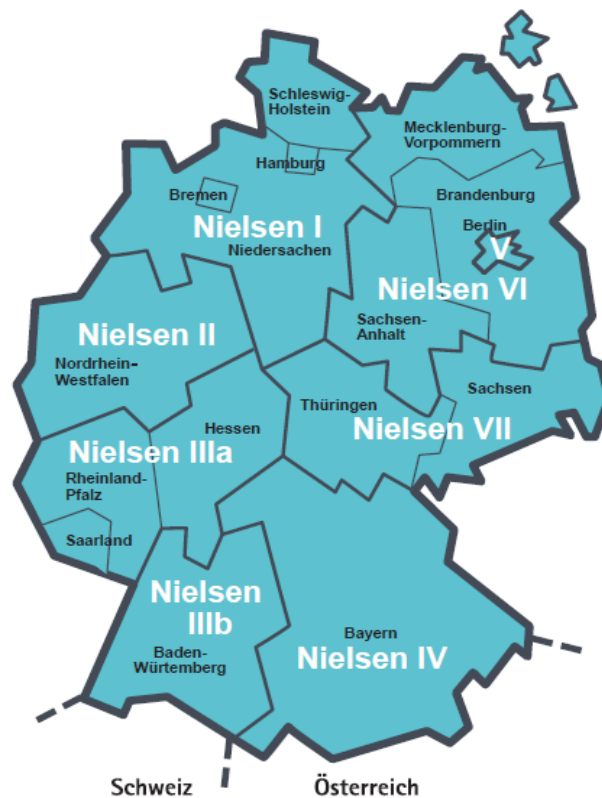 Schleswig-
Holstein
Mecklenburg-
Vorpommern
Hamburg
Bremen
Brandenburg
Nielsen I
Berlin
V
Niedersachen
Nielsen VI
Nielsen II
Sachsen-
Anhalt
Nordrhein-
Westfalen
Sachsen
Thüringen
Hessen
Nielsen VII
Nielsen IIIa
Rheinland-
Pfalz
Saarland
Nielsen
IIIb
Baden-
Würtemberg
Bayern
Nielsen IV
Schweiz
Österreich